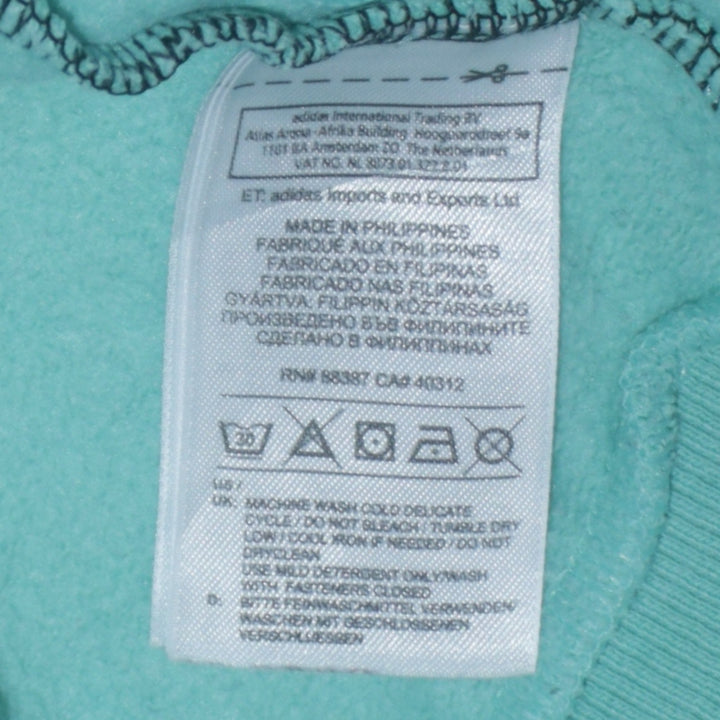 adidas International Trading BV
Atlas Arena -Afrika Building Hoogoorddreef 9a
1101 BA Amsterdam ZO The Netherlands
VAT NO. NL 8073.01.322.B.01
ET: adidas Imports and Exports Ltd
MADE IN PHILIPPINES
FABRIQUÉ AUX PHILIPPINES
FABRICADO EN FILIPINAS
FABRICADO NAS FILIPINAS
GYÁRTVA: FILIPPIN KÖZTÁRSASÁG
ПРОИЗВЕДЕНО ВЪВ ФИЛИПИНИТЕ
СДЕЛАНО В ФИЛИППИНАХ
RN# 88387 CA# 40312
30
US /
UK: MACHINE WASH COLD DELICATE
CYCLE / DO NOT BLEACH / TUMBLE DRY
LOW / COOL IRON IF NEEDED / DO NOT
DRYCLEAN
USE MILD DETERGENT ONLY/WASH
WITH FASTENERS CLOSED
D: BITTE FEINWASCHMITTEL VERWENDEN/
WASCHEN MIT GESCHLOSSENEN
VERSCHLUESSEN